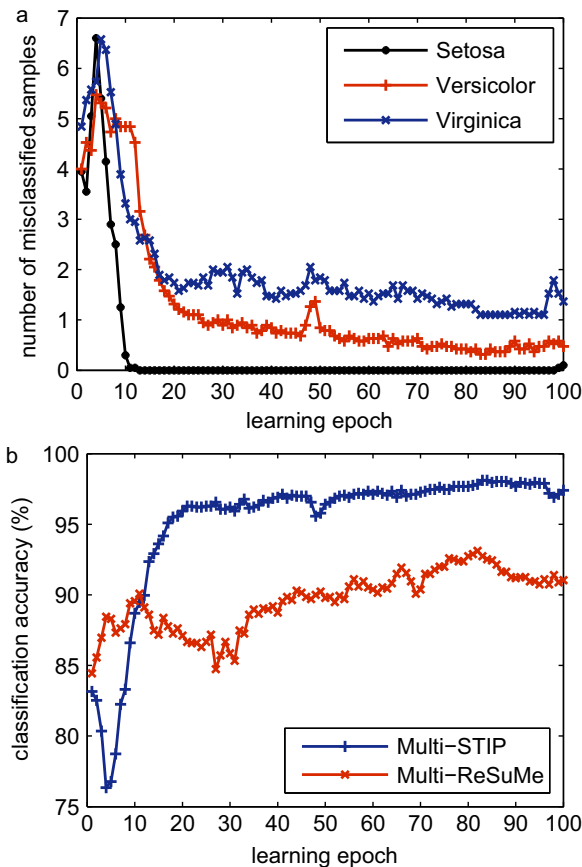 a
7
6
5
4
3
2
1
0
number of misclassified samples
Setosa
Versicolor
Virginica
0 10 20 30 40 50 60 70 80 90 100
learning epoch
b
100
95
90
85
80
75
classification accuracy (%)
Multi−STIP
Multi−ReSuMe
0 10 20 30 40 50 60 70 80 90 100
learning epoch